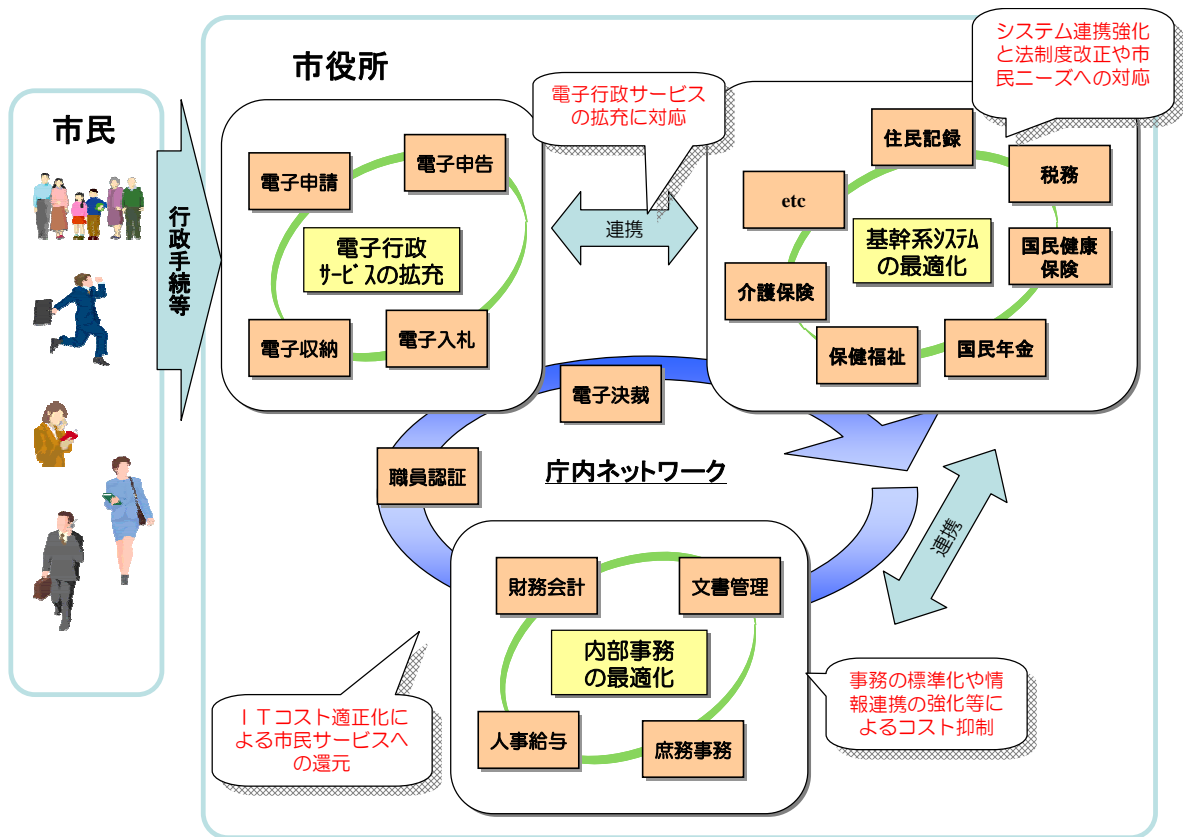 市役所
システム連携強化
と法制度改正や市
民ニーズへの対応
電子行政サービス
の拡充に対応
市民
行政手続等
電子申請
電子申告
電子行政
ｻｰﾋﾞｽの拡充
電子収納
電子入札
連携
住民記録
税務
etc
基幹系ｼｽﾃﾑ
の最適化
国民健康
保険
介護保険
保健福祉
国民年金
電子決裁
職員認証
庁内ネットワーク
連携
財務会計
文書管理
内部事務
の最適化
人事給与
庶務事務
ＩＴコスト適正化に
よる市民サービスへ
の還元
事務の標準化や情
報連携の強化等に
よるコスト抑制